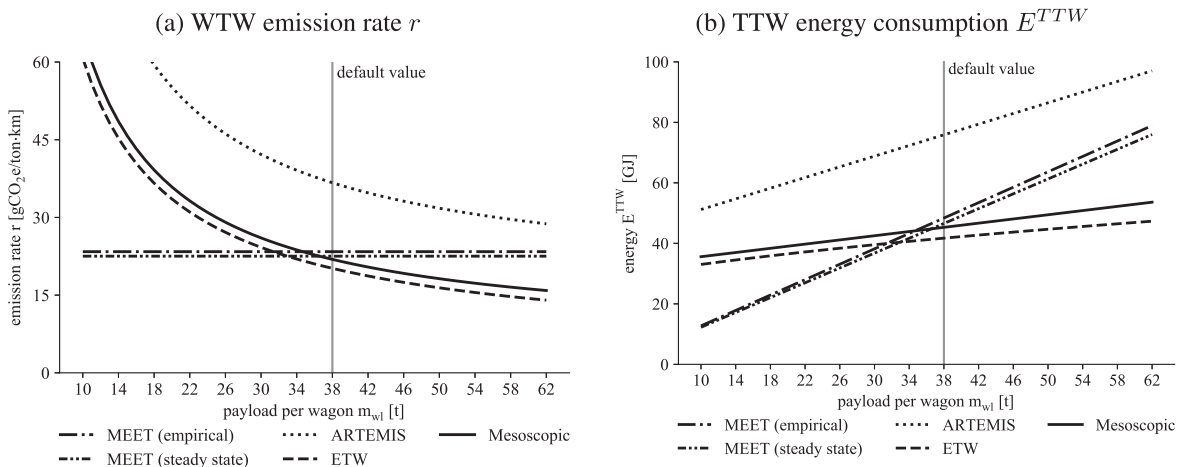 (a) WTW emission rate r
60
45
30
15
0
emission rate r [gCO₂e/ton·km]
default value
10 14 18 22 26 30 34 38 42 46 50 54 58 62
payload per wagon m_wl [t]
MEET (empirical) ARTEMIS Mesoscopic
MEET (steady state) ETW
(b) TTW energy consumption E^TTW
100
80
60
40
20
0
energy E^TTW [GJ]
default value
10 14 18 22 26 30 34 38 42 46 50 54 58 62
payload per wagon m_wl [t]
MEET (empirical) ARTEMIS Mesoscopic
MEET (steady state) ETW